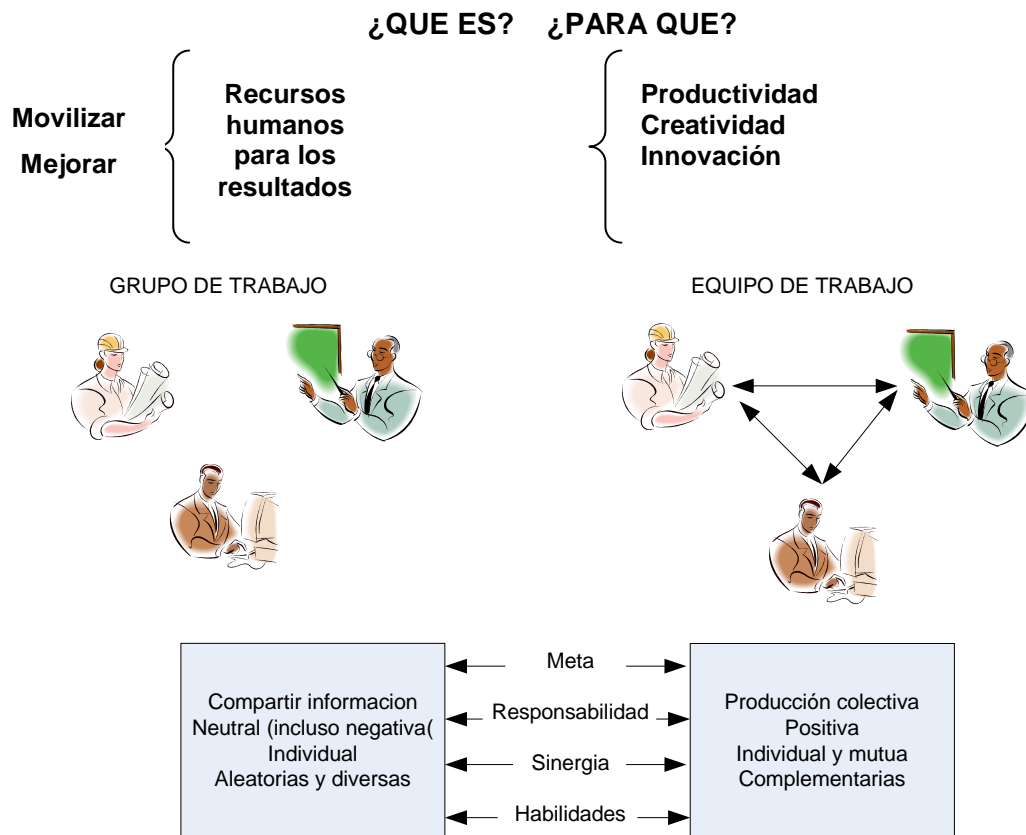 ¿QUE ES? ¿PARA QUE?
Movilizar
Mejorar
Recursos
humanos
para los
resultados
Productividad
Creatividad
Innovación
GRUPO DE TRABAJO
EQUIPO DE TRABAJO
Compartir informacion
Neutral (incluso negativa(
Individual
Aleatorias y diversas
Meta
Responsabilidad
Sinergia
Habilidades
Producción colectiva
Positiva
Individual y mutua
Complementarias